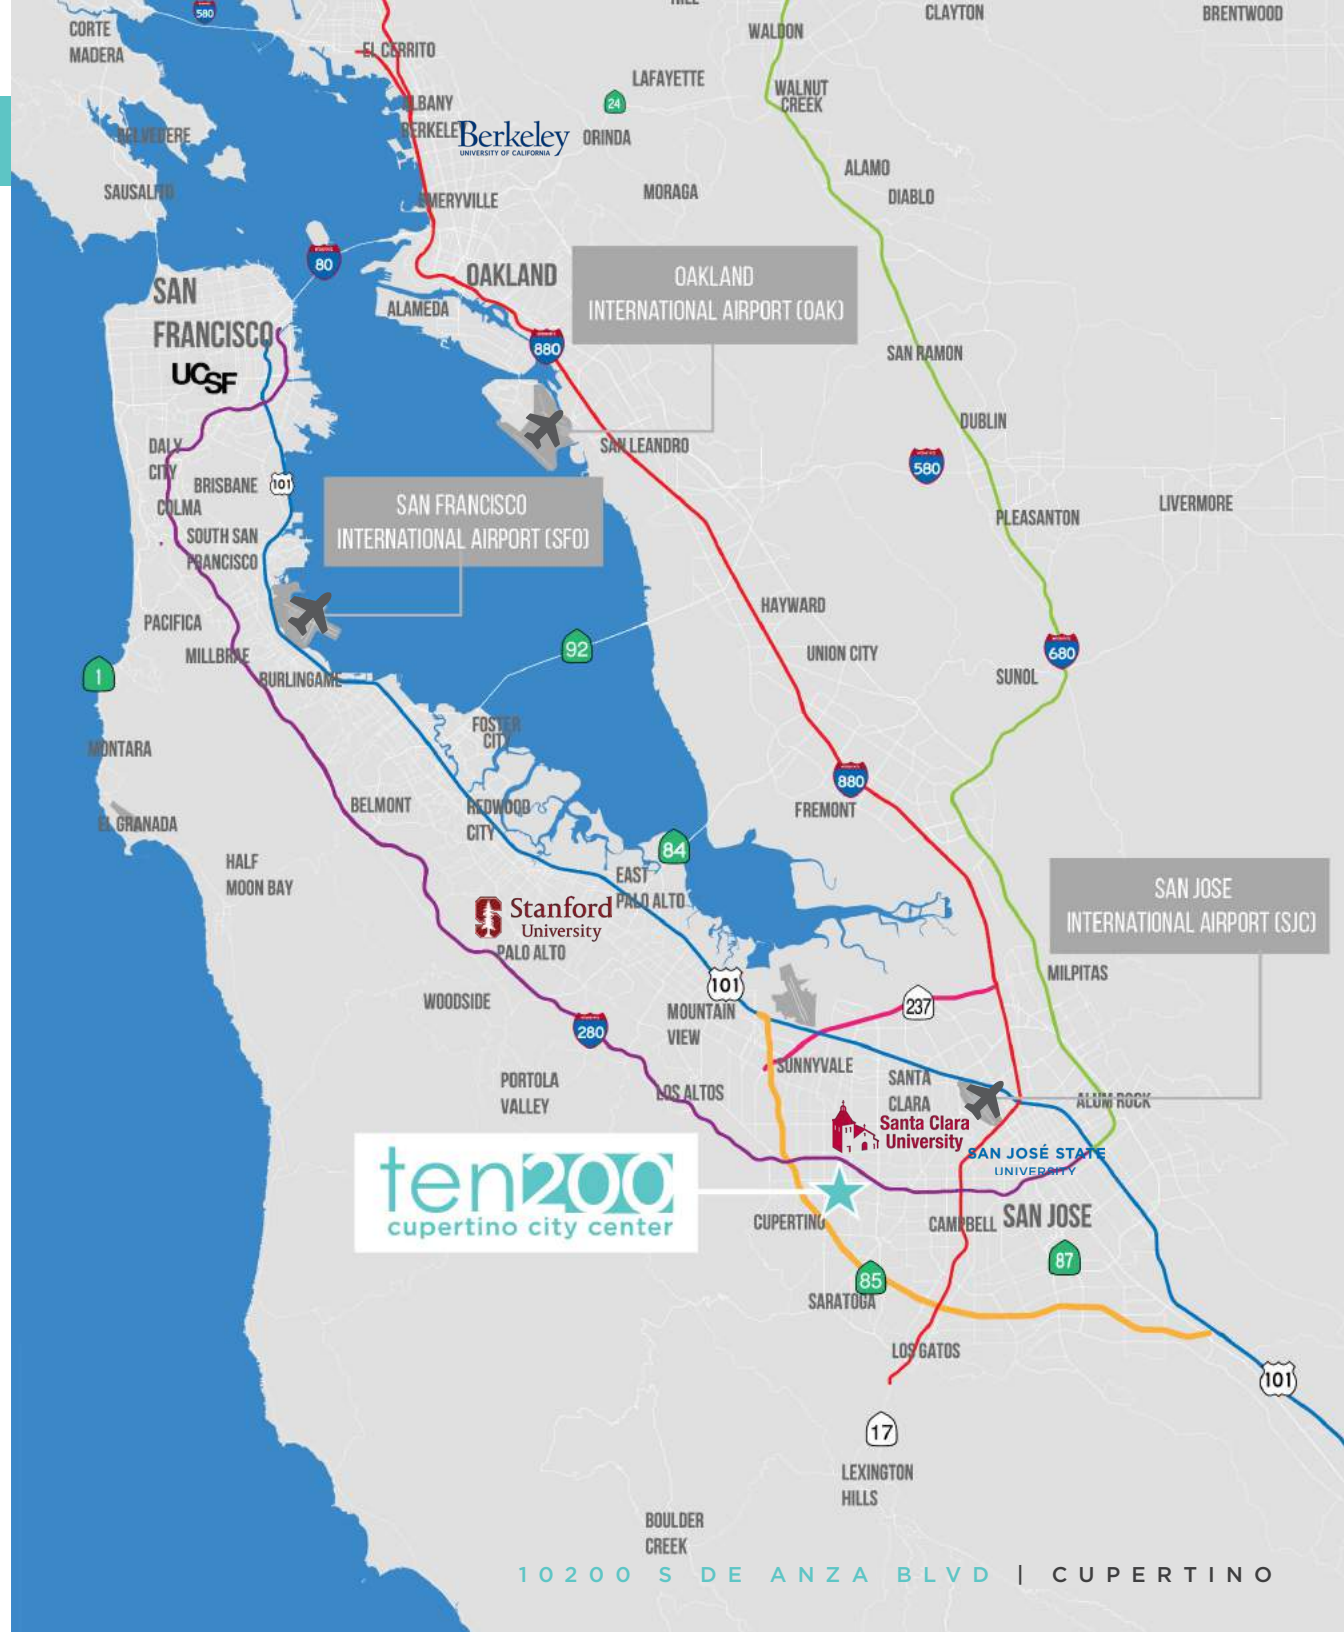 580
CORTE
MADERA
WALDON
CLAYTON
BRENTWOOD
EL CERRITO
LAFAYETTE
WALNUT
CREEK
24
ALBANY
BERKELEY
Berkeley
UNIVERSITY OF CALIFORNIA
ORINDA
BELVEDERE
ALAMO
SAUSALITO
EMERYVILLE
MORAGA
DIABLO
80
OAKLAND
OAKLAND
INTERNATIONAL AIRPORT (OAK)
SAN
FRANCISCO
ALAMEDA
880
UCSF
SAN RAMON
DUBLIN
DALY
CITY
SAN LEANDRO
580
BRISBANE
101
COLMA
SAN FRANCISCO
INTERNATIONAL AIRPORT (SFO)
LIVERMORE
PLEASANTON
SOUTH SAN
FRANCISCO
HAYWARD
PACIFICA
92
UNION CITY
680
MILLBRAE
1
BURLINGAME
SUNOL
FOSTER
CITY
MONTARA
880
BELMONT
REDWOOD
CITY
FREMONT
EL GRANADA
84
HALF
MOON BAY
EAST
PALO ALTO
SAN JOSE
INTERNATIONAL AIRPORT (SJC)
Stanford
University
PALO ALTO
MILPITAS
101
WOODSIDE
MOUNTAIN
VIEW
237
280
SUNNYVALE
PORTOLA
VALLEY
LOS ALTOS
SANTA
CLARA
ALUM ROCK
Santa Clara
University
SAN JOSÉ STATE
UNIVERSITY
ten200
cupertino city center
CUPERTINO
CAMPBELL
SAN JOSE
87
85
SARATOGA
LOS GATOS
101
17
LEXINGTON
HILLS
BOULDER
CREEK
10200 S DE ANZA BLVD | CUPERTINO